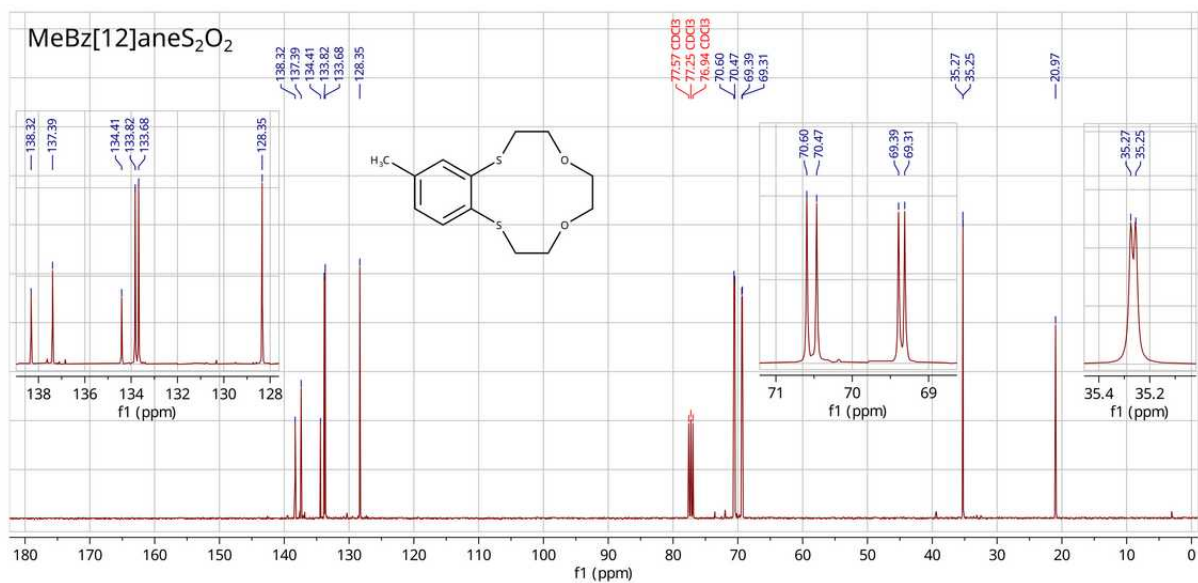 MeBz[12]aneS₂O₂
138.32
137.39
134.41
133.82
133.68
128.35
77.57 CDCl3
77.25 CDCl3
76.94 CDCl3
70.60
70.47
69.39
69.31
35.27
35.25
20.97
138.32
137.39
134.41
133.82
133.68
128.35
138 136 134 132 130 128
f1 (ppm)
H₃C
S
O
O
S
70.60
70.47
69.39
69.31
71 70 69
f1 (ppm)
35.27
35.25
35.4 35.2
f1 (ppm)
180 170 160 150 140 130 120 110 100 90 80 70 60 50 40 30 20 10 0
f1 (ppm)